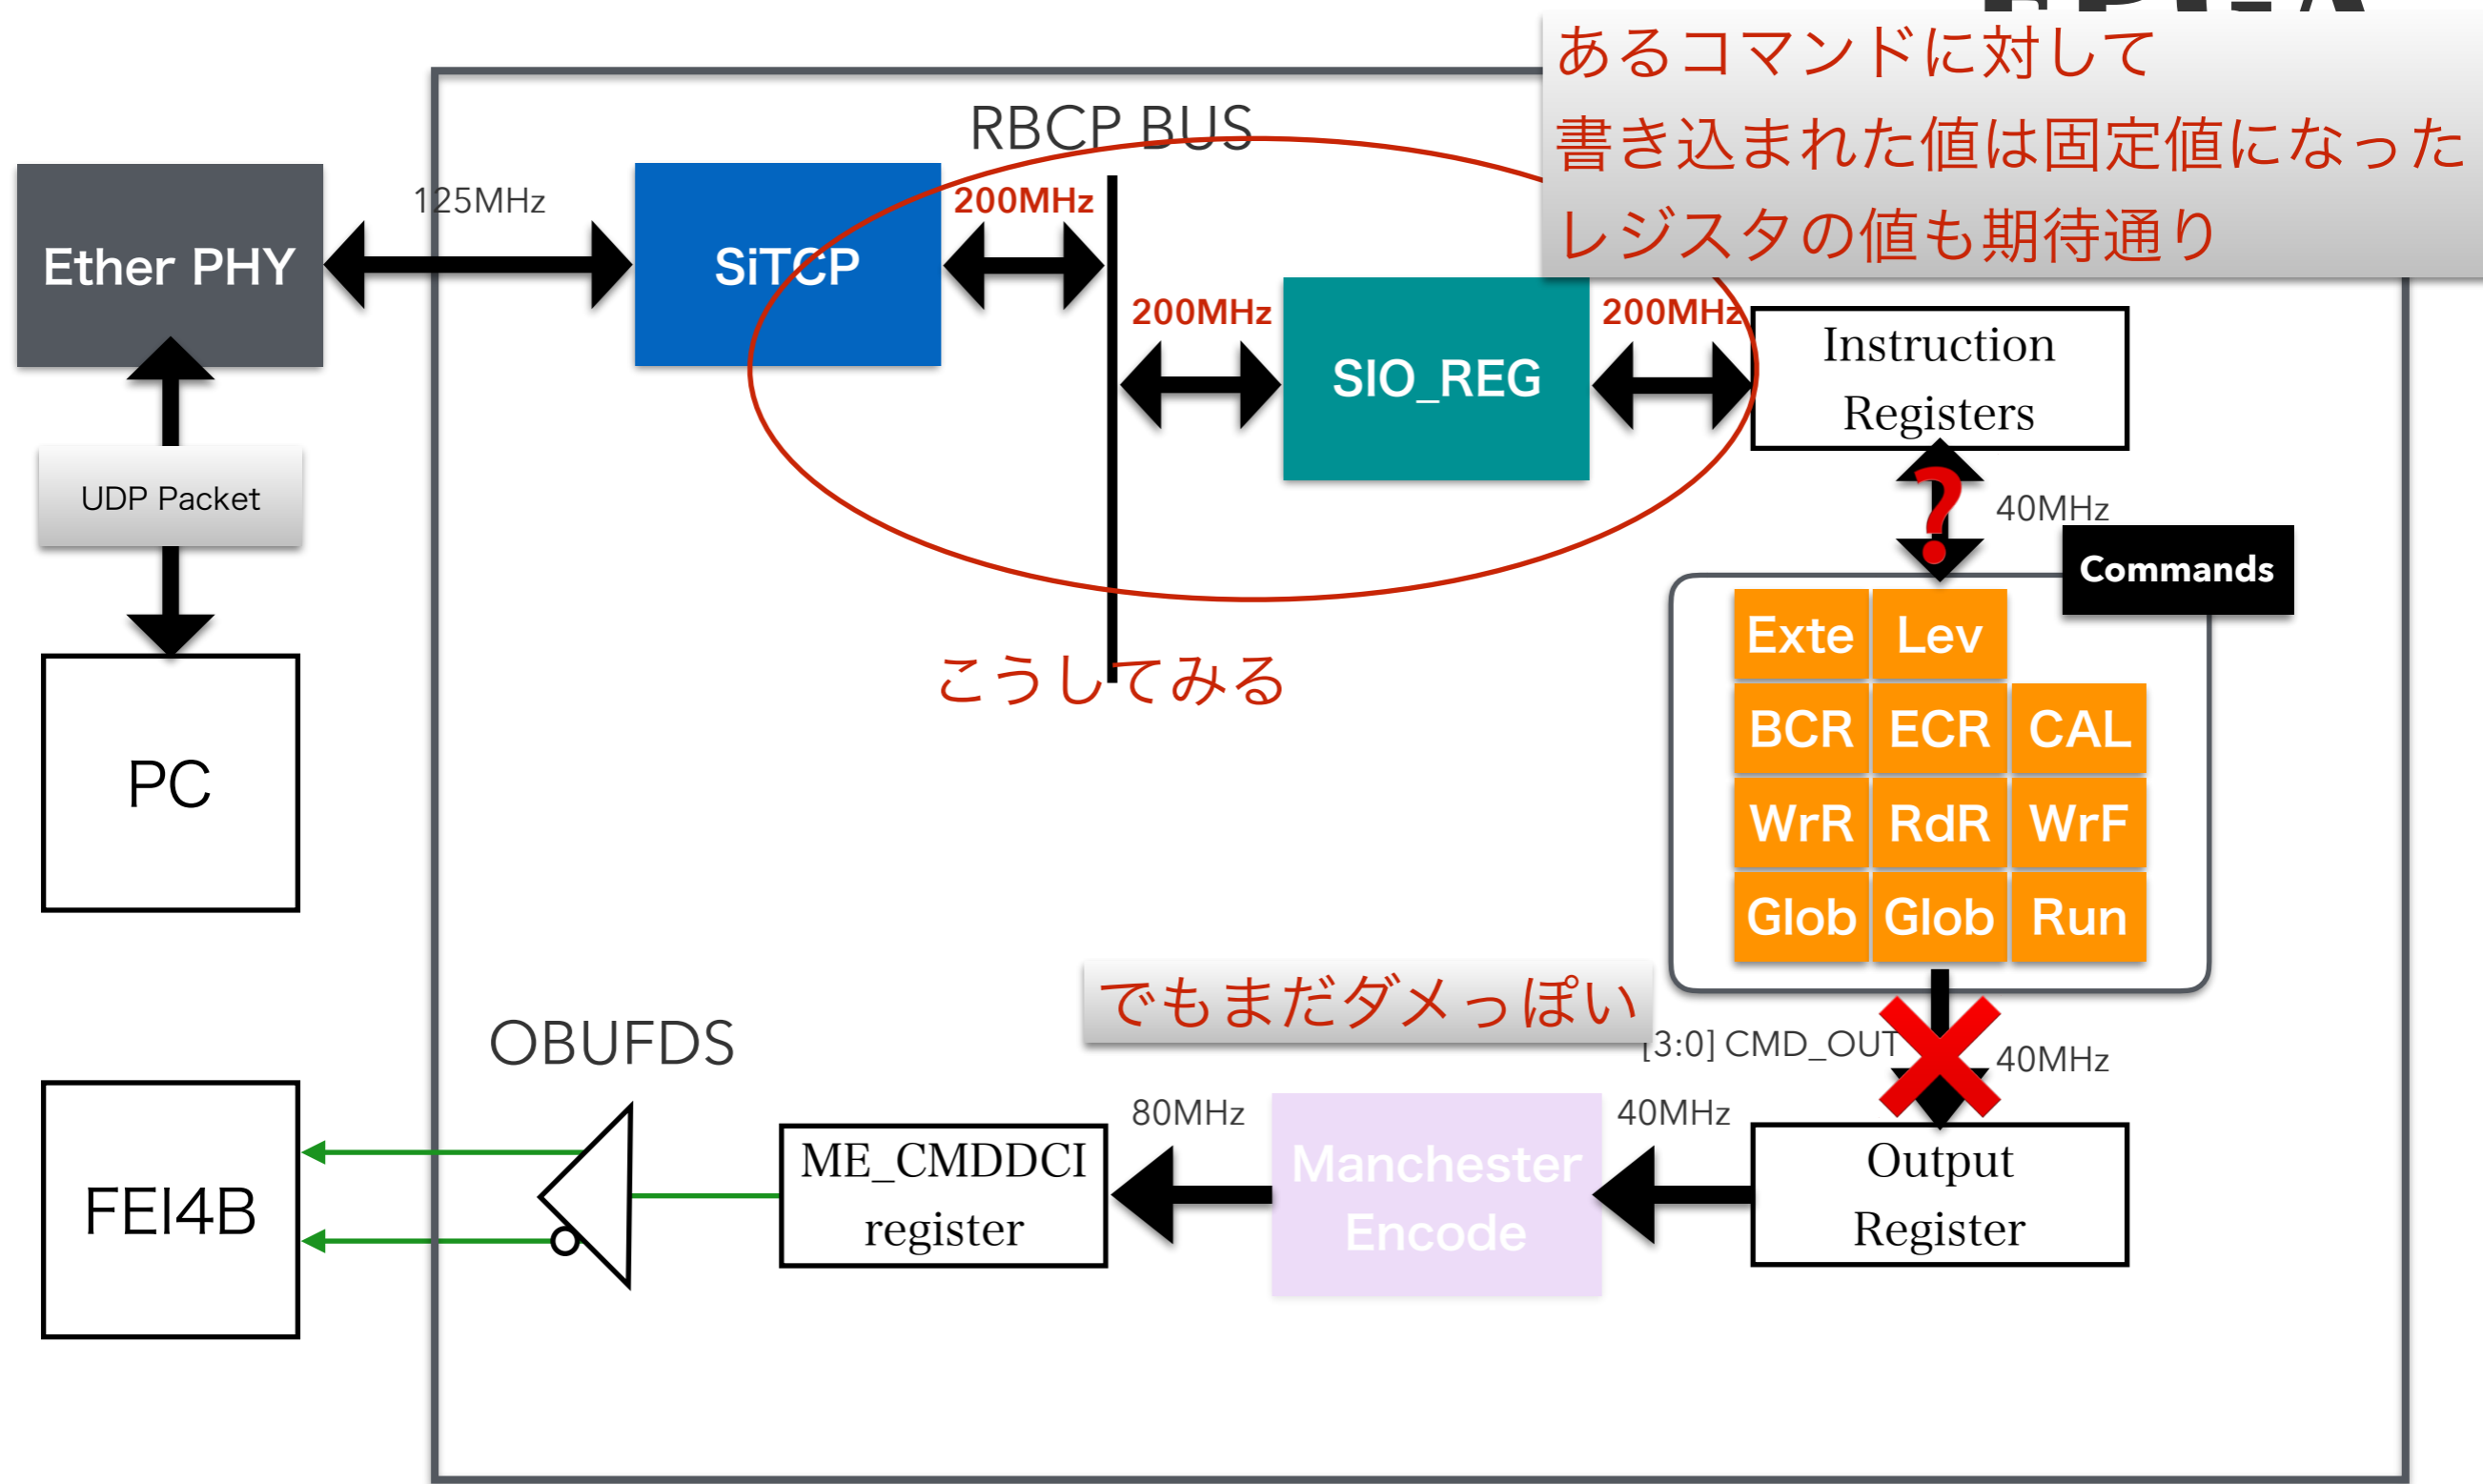 あるコマンドに対して
書き込まれた値は固定値になった
レジスタの値も期待通り
RBCP BUS
125MHz
200MHz
Ether PHY
SiTCP
200MHz
200MHz
SIO_REG
Instruction
Registers
UDP Packet
?
40MHz
Commands
Exte Lev
こうしてみる
BCR ECR CAL
PC
WrR RdR WrF
Glob Glob Run
でもまだダメっぽい
OBUFDS
[3:0] CMD_OUT
40MHz
80MHz
40MHz
FEI4B
ME_CMDDCI
register
Manchester
Encode
Output
Register